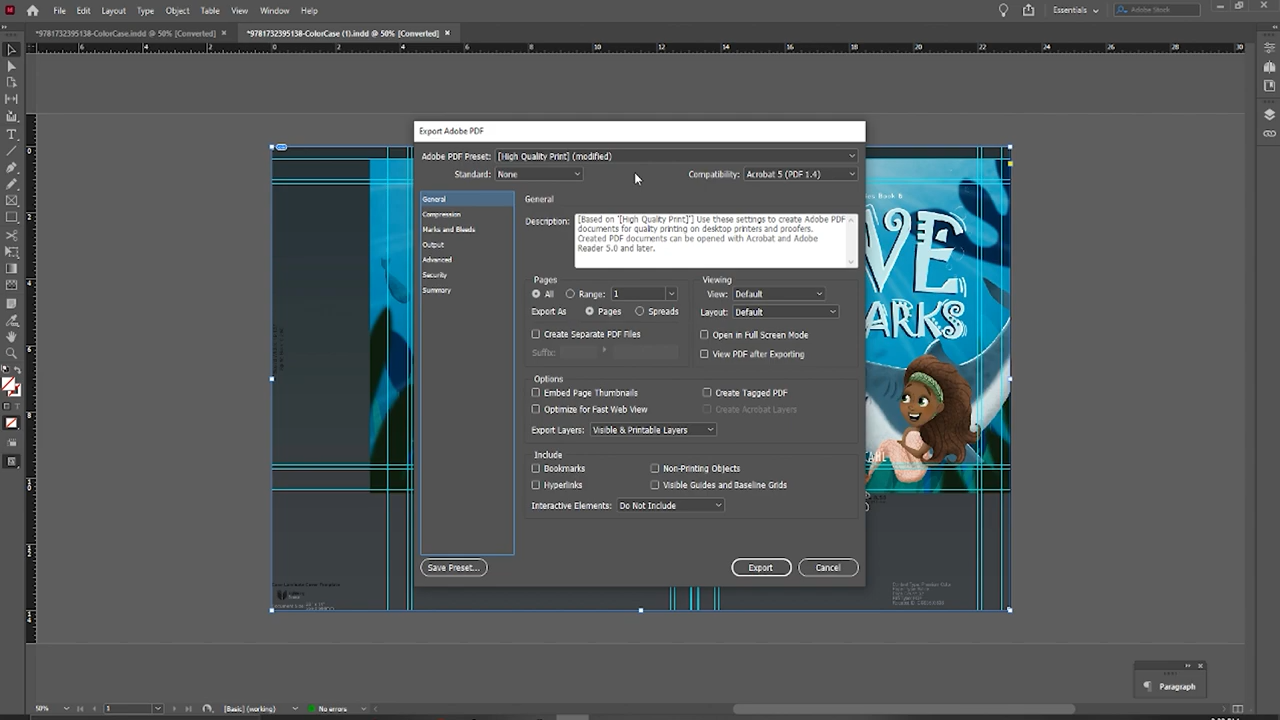 File Edit Layout Type Object Table View Window Help
Essentials
Adobe Stock
*9781732395138-ColorCase.indd @ 50% [Converted]
*9781732395138-ColorCase (1).indd @ 50% [Converted]
Export Adobe PDF
Adobe PDF Preset: [High Quality Print] (modified)
Standard: None
Compatibility: Acrobat 5 (PDF 1.4)
General
Compression
Marks and Bleeds
Output
Advanced
Security
Summary
General
Description: [Based on '[High Quality Print]'] Use these settings to create Adobe PDF
documents for quality printing on desktop printers and proofers.
Created PDF documents can be opened with Acrobat and Adobe
Reader 5.0 and later.
Pages
All Range: 1
Export As Pages Spreads
Create Separate PDF Files
Suffix:
Viewing
View: Default
Layout: Default
Open in Full Screen Mode
View PDF after Exporting
Options
Embed Page Thumbnails
Create Tagged PDF
Optimize for Fast Web View
Create Acrobat Layers
Export Layers: Visible & Printable Layers
Include
Bookmarks
Non-Printing Objects
Hyperlinks
Visible Guides and Baseline Grids
Interactive Elements: Do Not Include
Save Preset...
Export
Cancel
Book 6
VE
ARKS
Paragraph
50%
1
[Basic] (working)
No errors